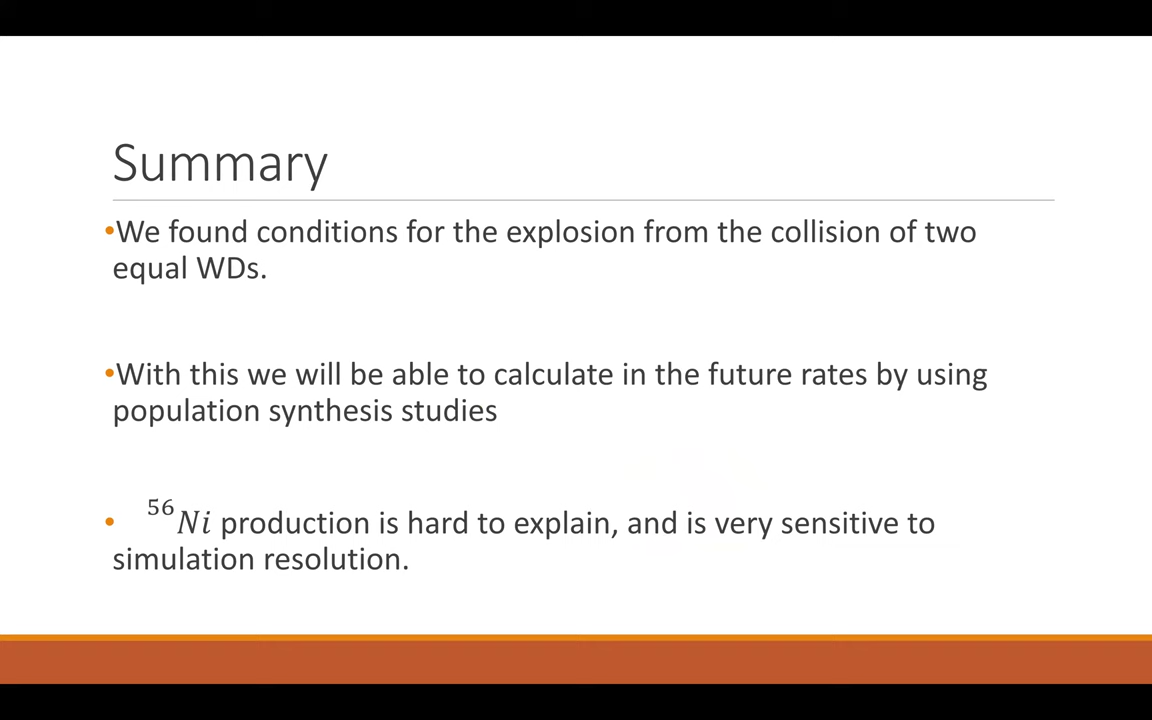 Summary
•We found conditions for the explosion from the collision of two
equal WDs.
•With this we will be able to calculate in the future rates by using
population synthesis studies
• ⁵⁶Ni production is hard to explain, and is very sensitive to
simulation resolution.